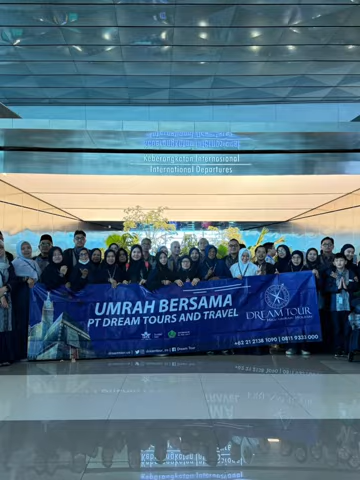 Keberangkatan Internasional
International Departures
UMRAH BERSAMA
PT DREAM TOURS AND TRAVEL
DREAM TOUR
+62 21 2138 1090 | 0811 9333 000